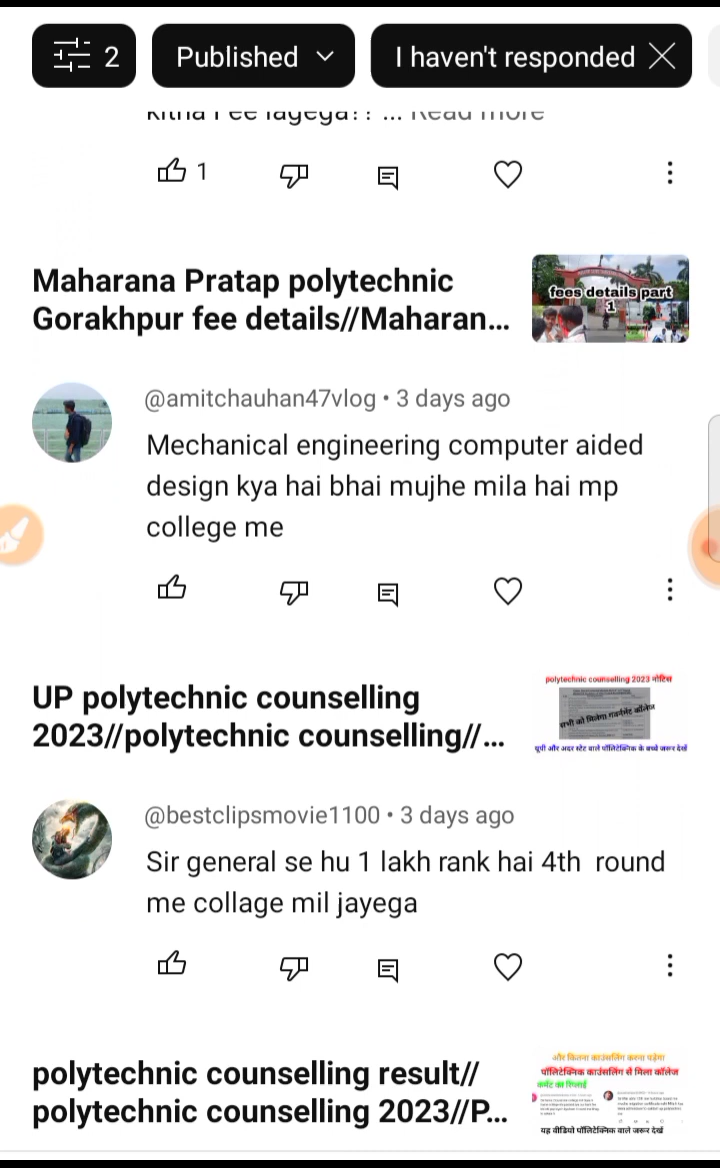 2
Published
I haven't responded
... Read more
1
Maharana Pratap polytechnic
Gorakhpur fee details//Maharan...
fees details part
1
@amitchauhan47vlog • 3 days ago
Mechanical engineering computer aided
design kya hai bhai mujhe mila hai mp
college me
UP polytechnic counselling
2023//polytechnic counselling//...
polytechnic counselling 2023 नोटिस
सभी को मिलेगा गवर्नमेंट कॉलेज
यूपी और अदर स्टेट वाले पॉलिटेक्निक के बच्चे जरूर देखें
@bestclipsmovie1100 • 3 days ago
Sir general se hu 1 lakh rank hai 4th round
me collage mil jayega
polytechnic counselling result//
polytechnic counselling 2023//P...
और कितना काउंसलिंग करना पड़ेगा
पॉलिटेक्निक काउंसलिंग से मिला कॉलेज
कमेंट का रिप्लाई
यह वीडियो पॉलिटेक्निक वाले जरूर देखें